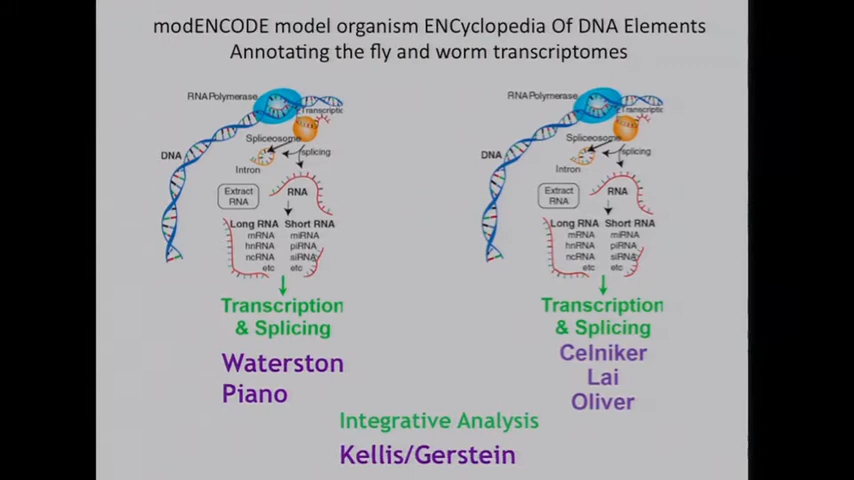 modENCODE model organism ENCyclopedia Of DNA Elements
Annotating the fly and worm transcriptomes
RNA Polymerase
Transcriptic
Spliceosome
splicing
DNA
Intron
Extract
RNA
RNA
Long RNA Short RNA
mRNA miRNA
hnRNA piRNA
ncRNA siRNA
etc etc
Transcription
& Splicing
Waterston
Piano
RNA Polymerase
Transcriptic
Spliceosome
splicing
DNA
Intron
Extract
RNA
RNA
Long RNA Short RNA
mRNA miRNA
hnRNA piRNA
ncRNA siRNA
etc etc
Transcription
& Splicing
Celniker
Lai
Oliver
Integrative Analysis
Kellis/Gerstein